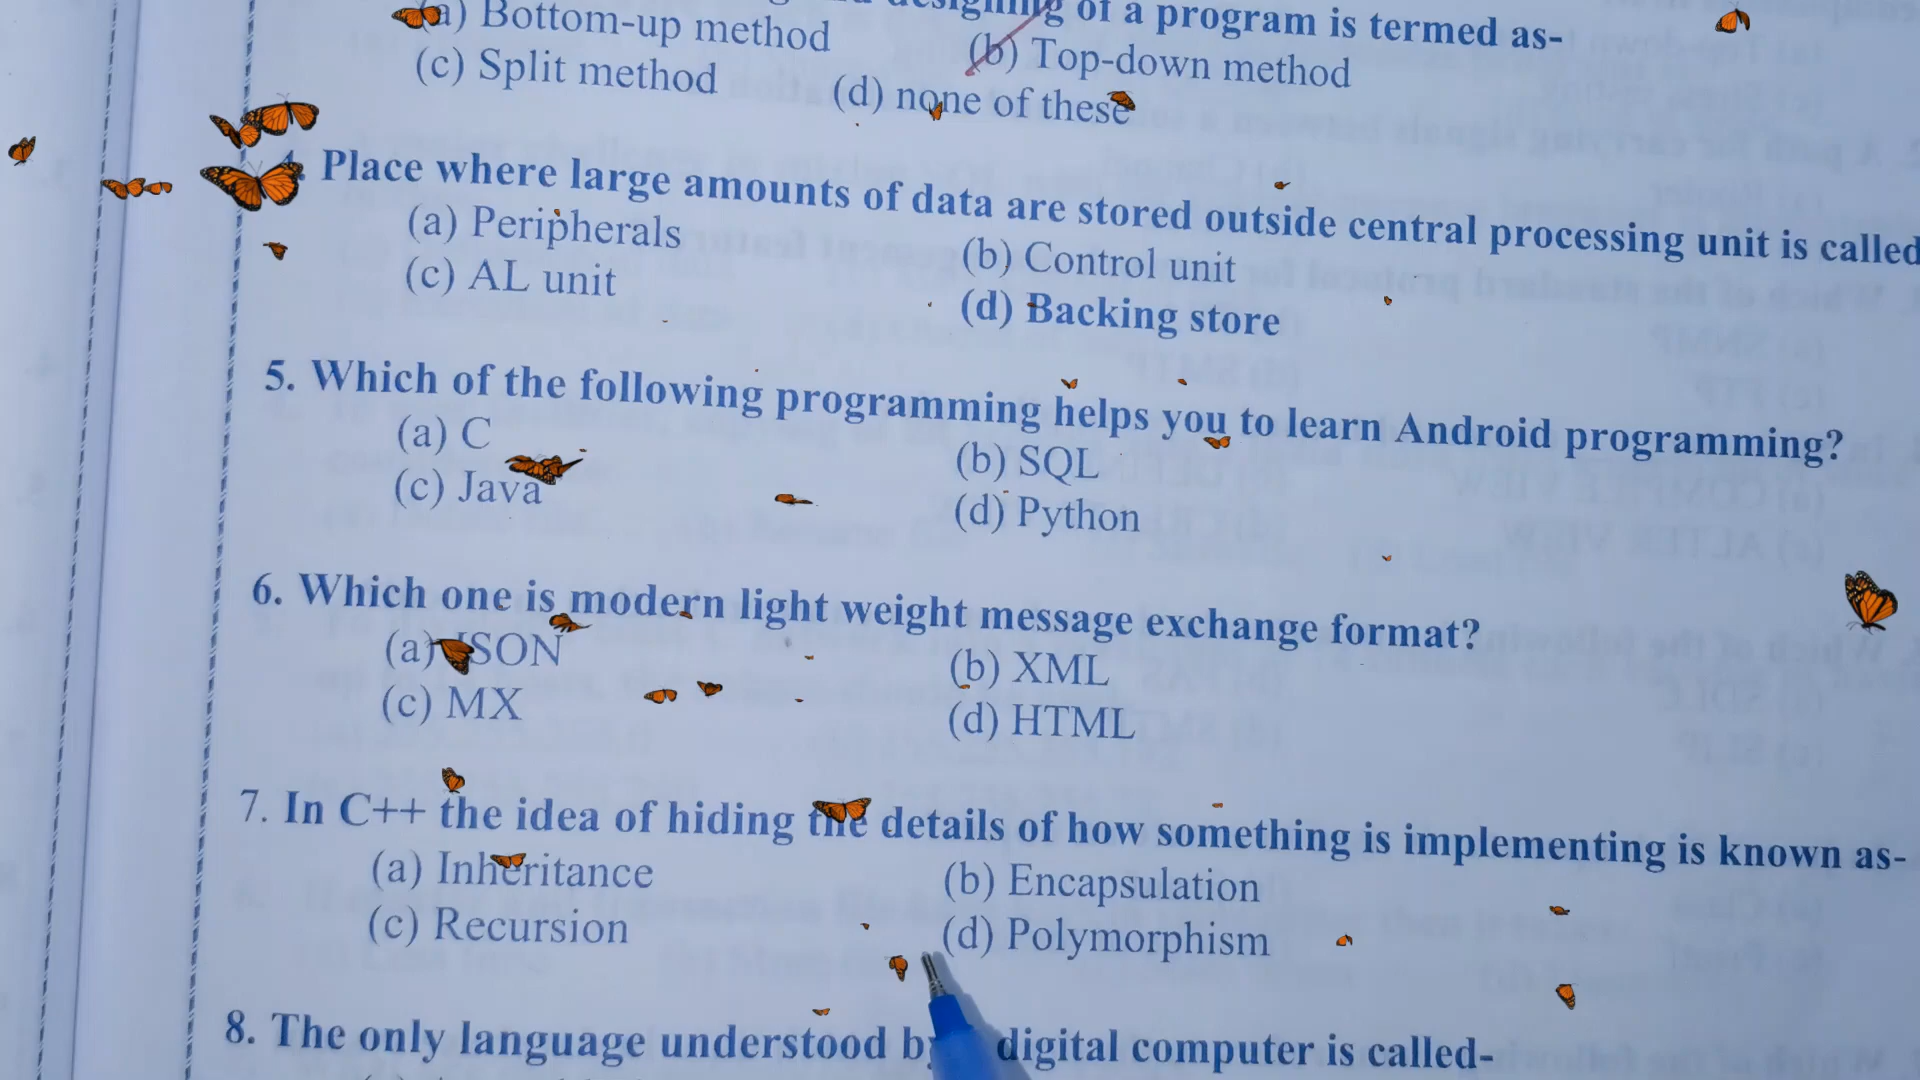 designing of a program is termed as-
(a) Bottom-up method
(b) Top-down method
(c) Split method
(d) none of these
4. Place where large amounts of data are stored outside central processing unit is called
(a) Peripherals
(b) Control unit
(c) AL unit
(d) Backing store
5. Which of the following programming helps you to learn Android programming?
(a) C
(b) SQL
(c) Java
(d) Python
6. Which one is modern light weight message exchange format?
(a) JSON
(b) XML
(c) MX
(d) HTML
7. In C++ the idea of hiding the details of how something is implementing is known as-
(a) Inheritance
(b) Encapsulation
(c) Recursion
(d) Polymorphism
8. The only language understood by digital computer is called-